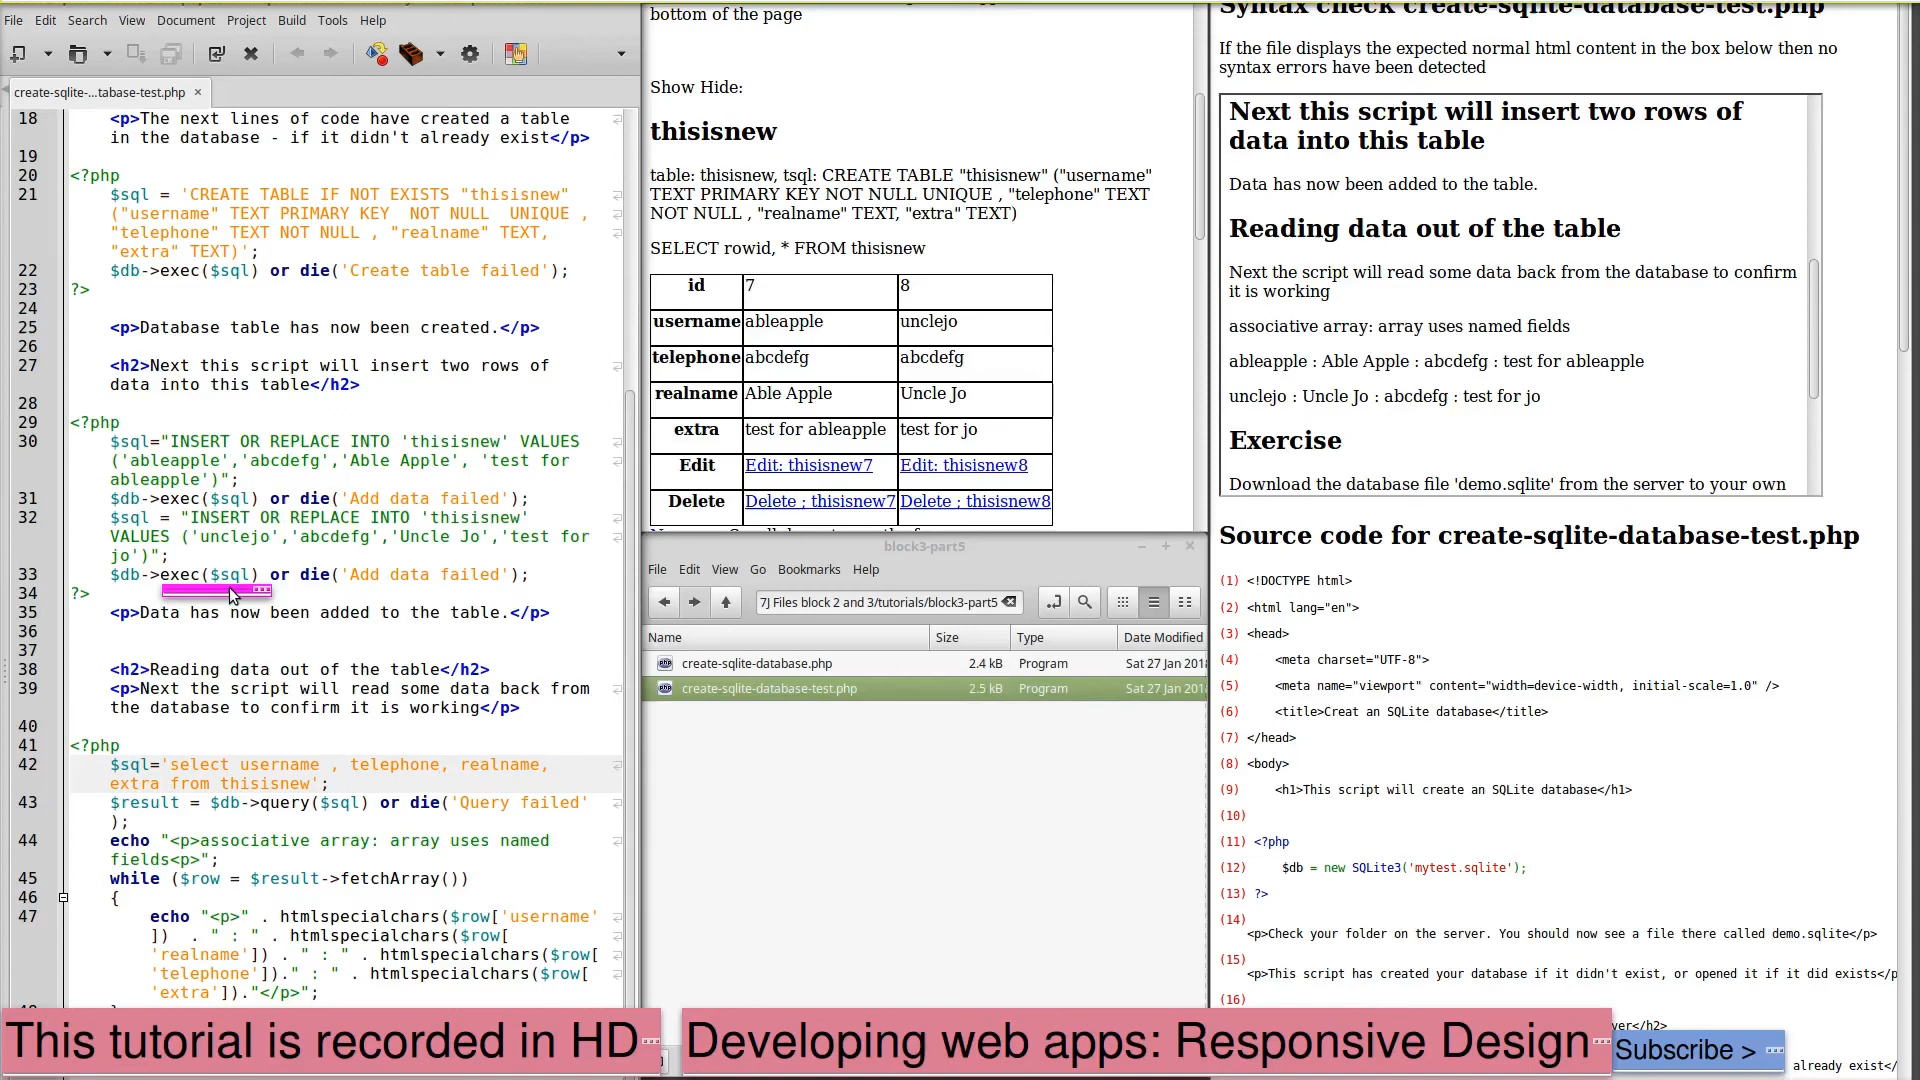 File Edit Search View Document Project Build Tools Help
create-sqlite-...tabase-test.php ×
18 <p>The next lines of code have created a table
in the database - if it didn't already exist</p>
19
20 <?php
21 $sql = 'CREATE TABLE IF NOT EXISTS "thisisnew"
("username" TEXT PRIMARY KEY  NOT NULL  UNIQUE ,
"telephone" TEXT NOT NULL , "realname" TEXT,
"extra" TEXT)';
22 $db->exec($sql) or die('Create table failed');
23 ?>
24
25 <p>Database table has now been created.</p>
26
27 <h2>Next this script will insert two rows of
data into this table</h2>
28
29 <?php
30 $sql="INSERT OR REPLACE INTO 'thisisnew' VALUES
('ableapple','abcdefg','Able Apple', 'test for
ableapple')";
31 $db->exec($sql) or die('Add data failed');
32 $sql = "INSERT OR REPLACE INTO 'thisisnew'
VALUES ('unclejo','abcdefg','Uncle Jo','test for
jo')";
33 $db->exec($sql) or die('Add data failed');
34 ?>
35 <p>Data has now been added to the table.</p>
36
37
38 <h2>Reading data out of the table</h2>
39 <p>Next the script will read some data back from
the database to confirm it is working</p>
40
41 <?php
42 $sql='select username , telephone, realname,
extra from thisisnew';
43 $result = $db->query($sql) or die('Query failed'
);
44 echo "<p>associative array: array uses named
fields<p>";
45 while ($row = $result->fetchArray())
46 {
47 echo "<p>" . htmlspecialchars($row['username'
])  . " : " . htmlspecialchars($row[
'realname']) . " : " . htmlspecialchars($row[
'telephone'])." : " . htmlspecialchars($row[
'extra'])."</p>";
bottom of the page
Show Hide:
thisisnew
table: thisisnew, tsql: CREATE TABLE "thisisnew" ("username"
TEXT PRIMARY KEY NOT NULL UNIQUE , "telephone" TEXT
NOT NULL , "realname" TEXT, "extra" TEXT)
SELECT rowid, * FROM thisisnew
id 7 8
username ableapple unclejo
telephone abcdefg abcdefg
realname Able Apple Uncle Jo
extra test for ableapple test for jo
Edit Edit: thisisnew7 Edit: thisisnew8
Delete Delete ; thisisnew7 Delete ; thisisnew8
block3-part5
File Edit View Go Bookmarks Help
7J Files block 2 and 3/tutorials/block3-part5
Name Size Type Date Modified
create-sqlite-database.php 2.4 kB Program Sat 27 Jan 201
create-sqlite-database-test.php 2.5 kB Program Sat 27 Jan 201
Syntax check create-sqlite-database-test.php
If the file displays the expected normal html content in the box below then no
syntax errors have been detected
Next this script will insert two rows of
data into this table
Data has now been added to the table.
Reading data out of the table
Next the script will read some data back from the database to confirm
it is working
associative array: array uses named fields
ableapple : Able Apple : abcdefg : test for ableapple
unclejo : Uncle Jo : abcdefg : test for jo
Exercise
Download the database file 'demo.sqlite' from the server to your own
Source code for create-sqlite-database-test.php
(1) <!DOCTYPE html>
(2) <html lang="en">
(3) <head>
(4) <meta charset="UTF-8">
(5) <meta name="viewport" content="width=device-width, initial-scale=1.0" />
(6) <title>Creat an SQLite database</title>
(7) </head>
(8) <body>
(9) <h1>This script will create an SQLite database</h1>
(10)
(11) <?php
(12) $db = new SQLite3('mytest.sqlite');
(13) ?>
(14)
<p>Check your folder on the server. You should now see a file there called demo.sqlite</p>
(15)
<p>This script has created your database if it didn't exist, or opened it if it did exists</p
(16)
er</h2>
already exist</
This tutorial is recorded in HD
Developing web apps: Responsive Design
Subscribe >